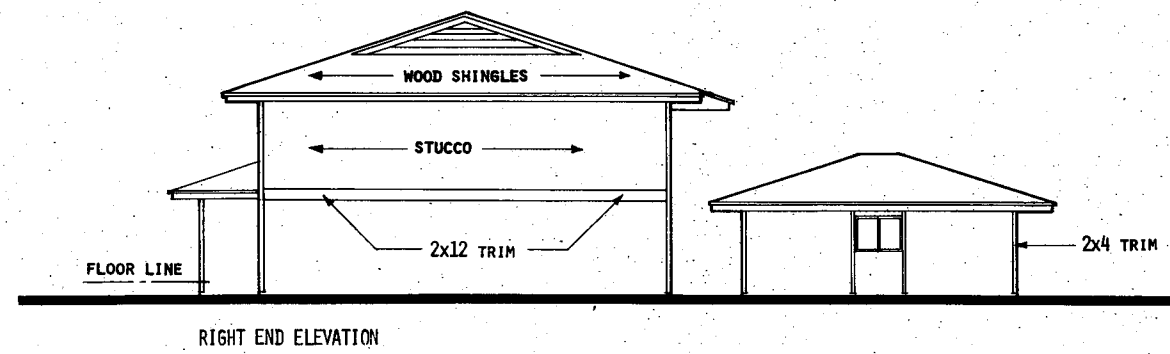 WOOD SHINGLES
STUCCO
2x12 TRIM
2x4 TRIM
FLOOR LINE
RIGHT END ELEVATION